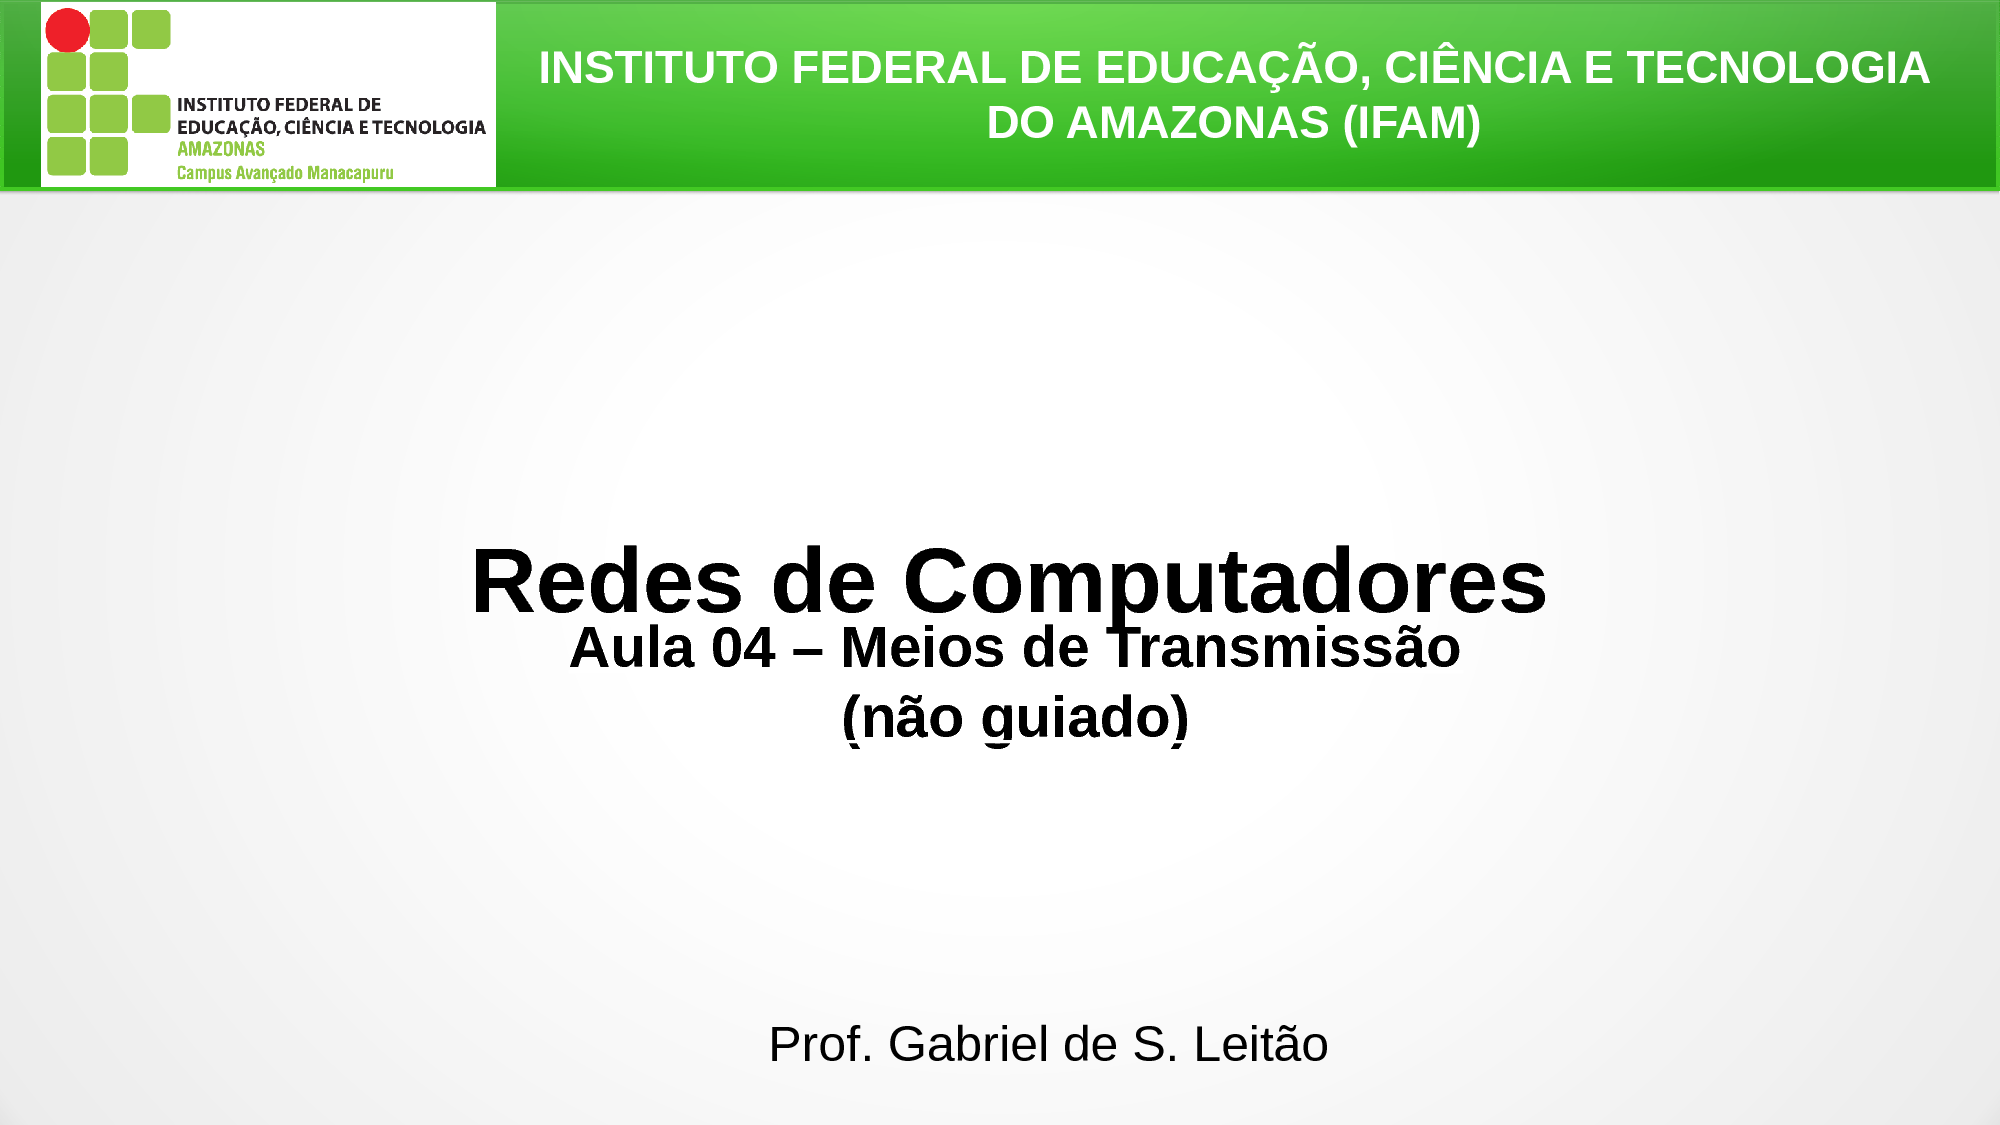 INSTITUTO FEDERAL DE
EDUCAÇÃO, CIÊNCIA E TECNOLOGIA
AMAZONAS
Campus Avançado Manacapuru
INSTITUTO FEDERAL DE EDUCAÇÃO, CIÊNCIA E TECNOLOGIA
DO AMAZONAS (IFAM)
Redes de Computadores
Aula 04 – Meios de Transmissão
(não guiado)
Prof. Gabriel de S. Leitão